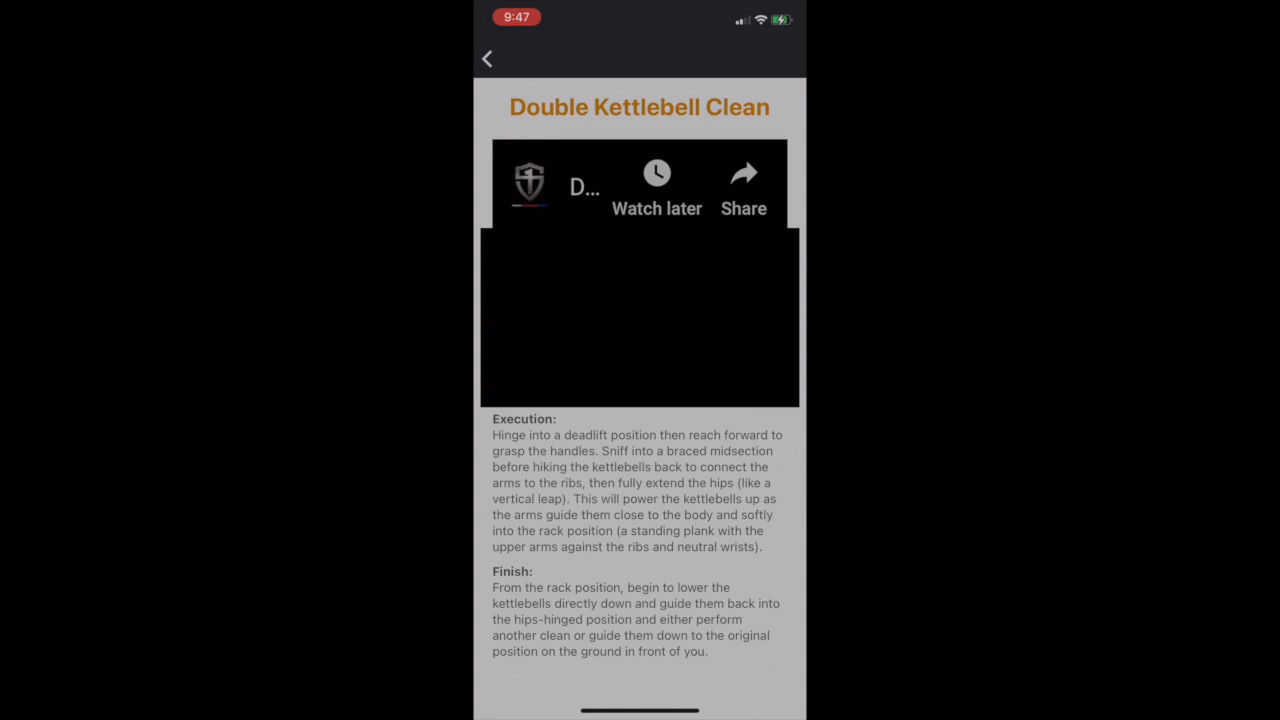 9:47
Double Kettlebell Clean
D...
Watch later
Share
Execution:
Hinge into a deadlift position then reach forward to
grasp the handles. Sniff into a braced midsection
before hiking the kettlebells back to connect the
arms to the ribs, then fully extend the hips (like a
vertical leap). This will power the kettlebells up as
the arms guide them close to the body and softly
into the rack position (a standing plank with the
upper arms against the ribs and neutral wrists).
Finish:
From the rack position, begin to lower the
kettlebells directly down and guide them back into
the hips-hinged position and either perform
another clean or guide them down to the original
position on the ground in front of you.